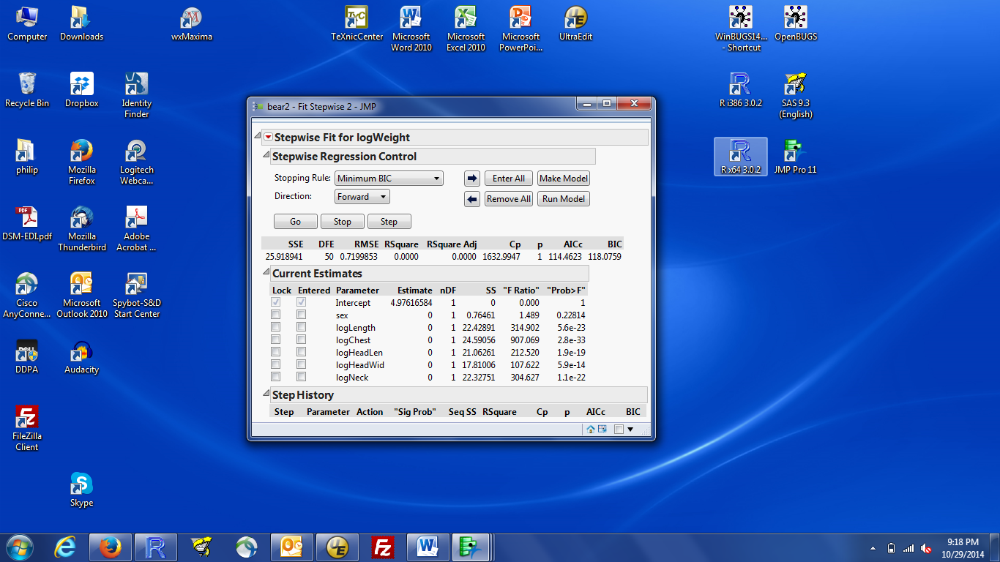 Computer
Downloads
wxMaxima
TeXnicCenter
Microsoft
Word 2010
Microsoft
Excel 2010
Microsoft
PowerPoi...
UltraEdit
WinBUGS14...
- Shortcut
OpenBUGS
Recycle Bin
Dropbox
Identity
Finder
R i386 3.0.2
SAS 9.3
(English)
philip
Mozilla
Firefox
Logitech
Webca...
R x64 3.0.2
JMP Pro 11
PDF
DSM-EDI.pdf
Mozilla
Thunderbird
Adobe
Acrobat ...
Cisco
AnyConne...
Microsoft
Outlook 2010
Spybot-S&D
Start Center
DELL
DDPA
Audacity
FileZilla
Client
Skype
bear2 - Fit Stepwise 2 - JMP
Stepwise Fit for logWeight
Stepwise Regression Control
Stopping Rule: Minimum BIC Enter All Make Model
Direction: Forward Remove All Run Model
Go Stop Step
SSE DFE RMSE RSquare RSquare Adj Cp p AICc BIC
25.918941 50 0.7199853 0.0000 0.0000 1632.9947 1 114.4623 118.0759
Current Estimates
Lock Entered Parameter Estimate nDF SS "F Ratio" "Prob>F"
Intercept 4.97616584 1 0 0.000 1
sex 0 1 0.76461 1.489 0.22814
logLength 0 1 22.42891 314.902 5.6e-23
logChest 0 1 24.59056 907.069 2.8e-33
logHeadLen 0 1 21.06261 212.520 1.9e-19
logHeadWid 0 1 17.81006 107.622 5.9e-14
logNeck 0 1 22.32751 304.627 1.1e-22
Step History
Step Parameter Action "Sig Prob" Seq SS RSquare Cp p AICc BIC
9:18 PM
10/29/2014